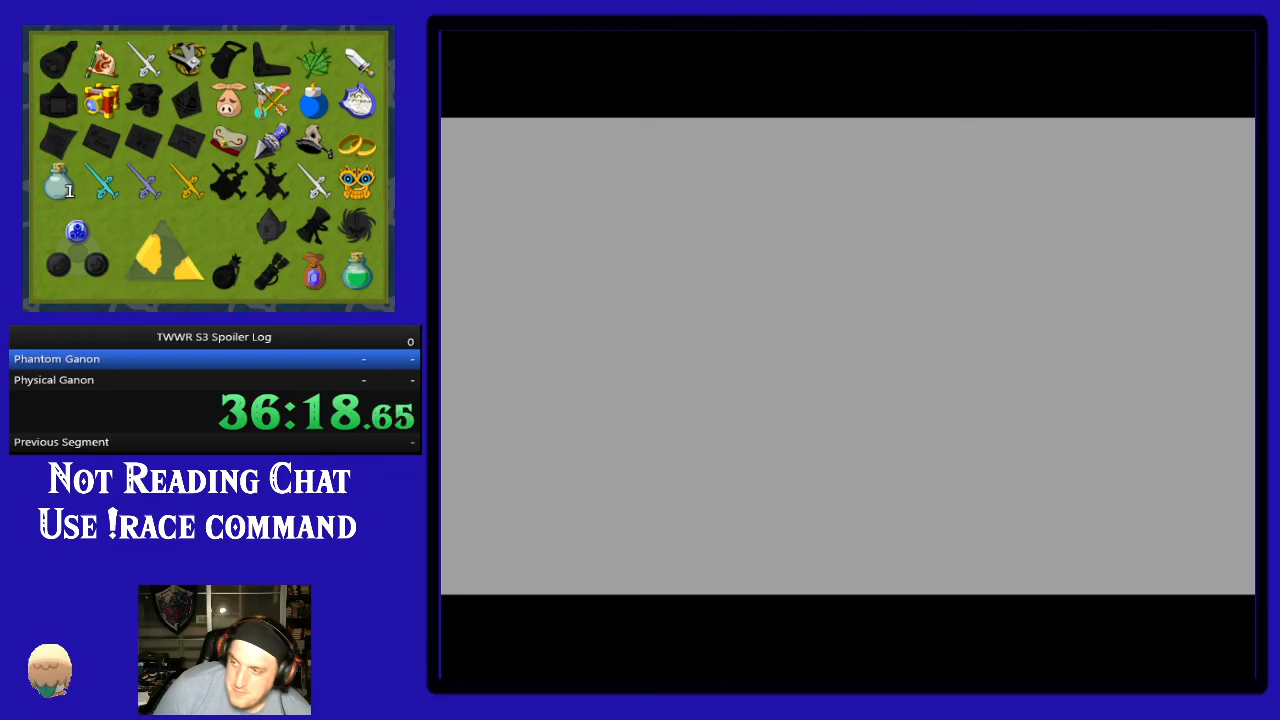 1
TWWR S3 Spoiler Log
0
Phantom Ganon - -
Physical Ganon - -
36:18.65
Previous Segment -
Not Reading Chat
Use !race command